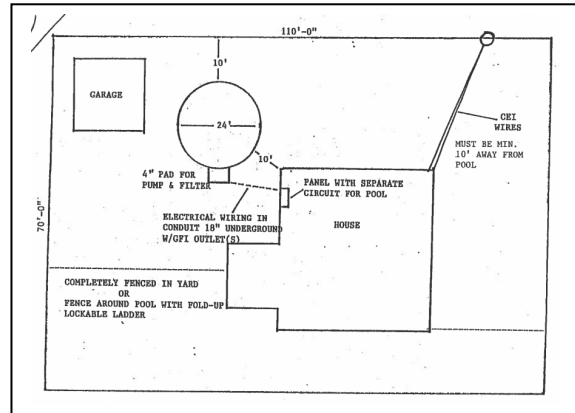 110'-0"
10'
GARAGE
24'
10'
CEI
WIRES
MUST BE MIN.
10' AWAY FROM
POOL
4" PAD FOR
PUMP & FILTER
PANEL WITH SEPARATE
CIRCUIT FOR POOL
ELECTRICAL WIRING IN
CONDUIT 18" UNDERGROUND
W/GFI OUTLET(S)
HOUSE
70'-0"
COMPLETELY FENCED IN YARD
OR
FENCE AROUND POOL WITH FOLD-UP
LOCKABLE LADDER